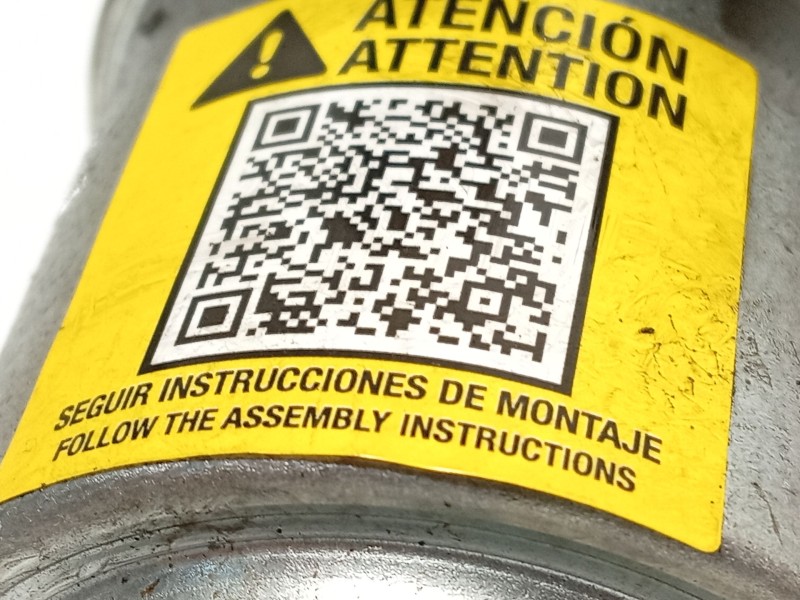 ATENCIÓN
ATTENTION
SEGUIR INSTRUCCIONES DE MONTAJE
FOLLOW THE ASSEMBLY INSTRUCTIONS